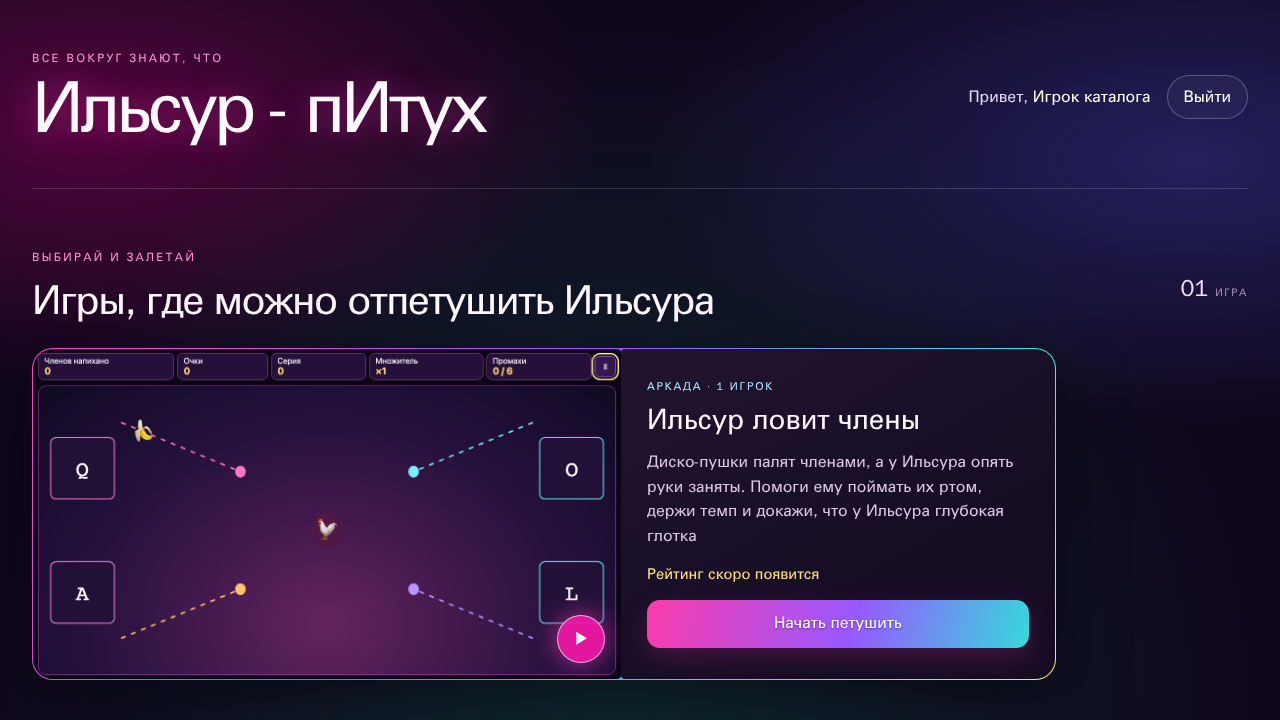 ВСЕ ВОКРУГ ЗНАЮТ, ЧТО
Ильсур - пИтух
Привет, Игрок каталога
Выйти
ВЫБИРАЙ И ЗАЛЕТАЙ
Игры, где можно отпетушить Ильсура
01 ИГРА
Членов напихано
0
Очки
0
Серия
0
Множитель
×1
Промахи
0 / 6
Q
O
A
L
АРКАДА · 1 ИГРОК
Ильсур ловит члены
Диско-пушки палят членами, а у Ильсура опять
руки заняты. Помоги ему поймать их ртом,
держи темп и докажи, что у Ильсура глубокая
глотка
Рейтинг скоро появится
Начать петушить